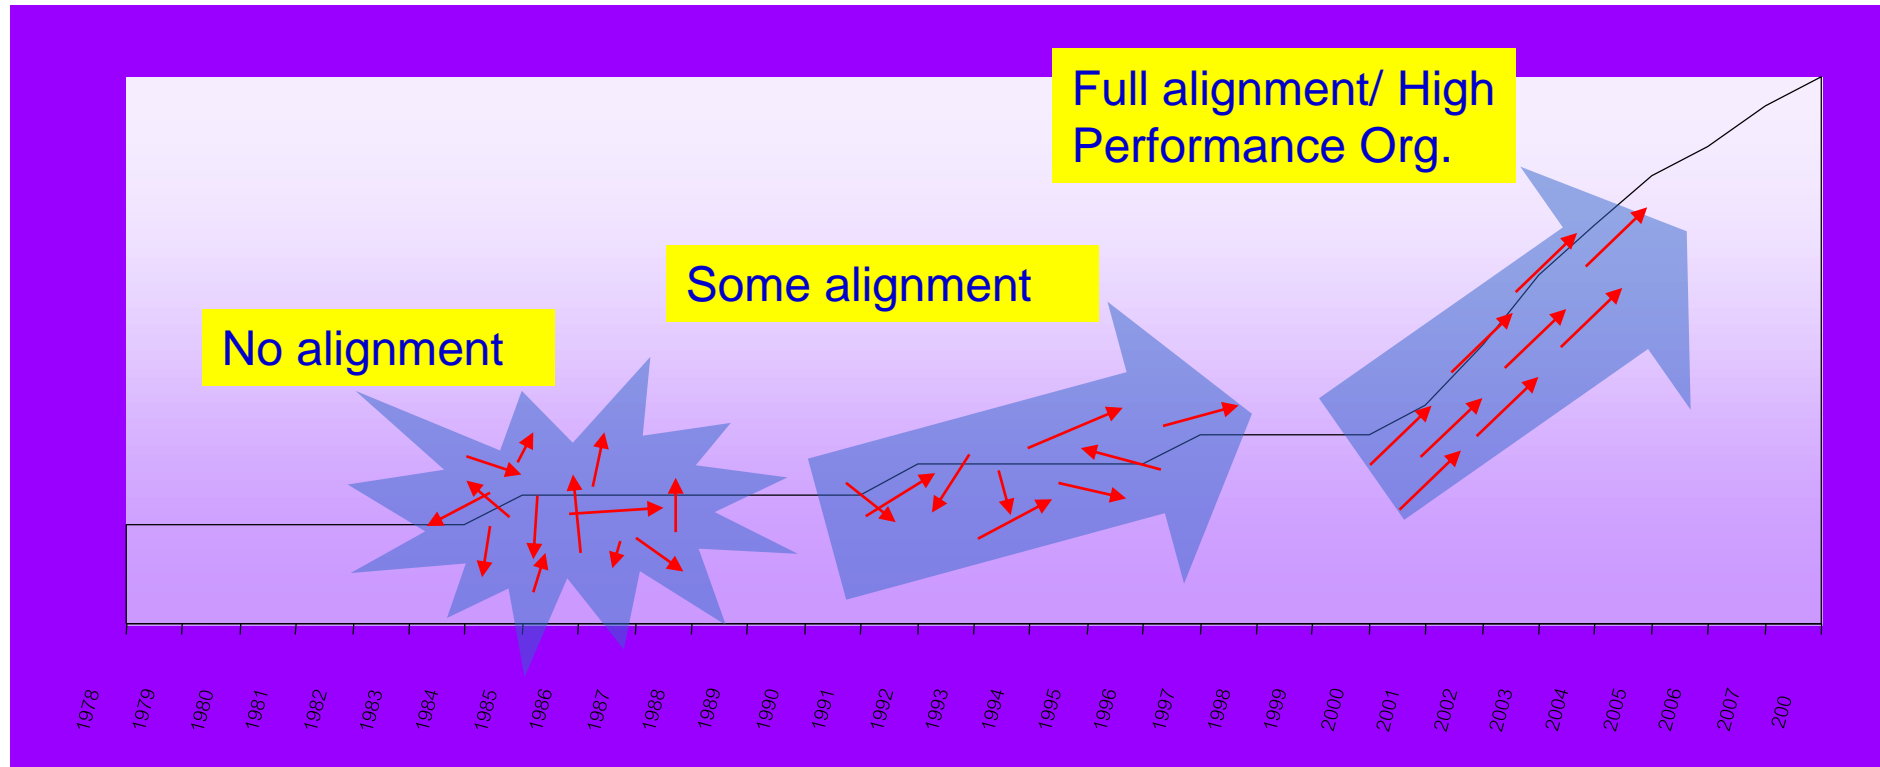 Full alignment/ High
Performance Org.
Some alignment
No alignment
1978 1979 1980 1981 1982 1983 1984 1985 1986 1987 1988 1989 1990 1991 1992 1993 1994 1995 1996 1997 1998 1999 2000 2001 2002 2003 2004 2005 2006 2007 200